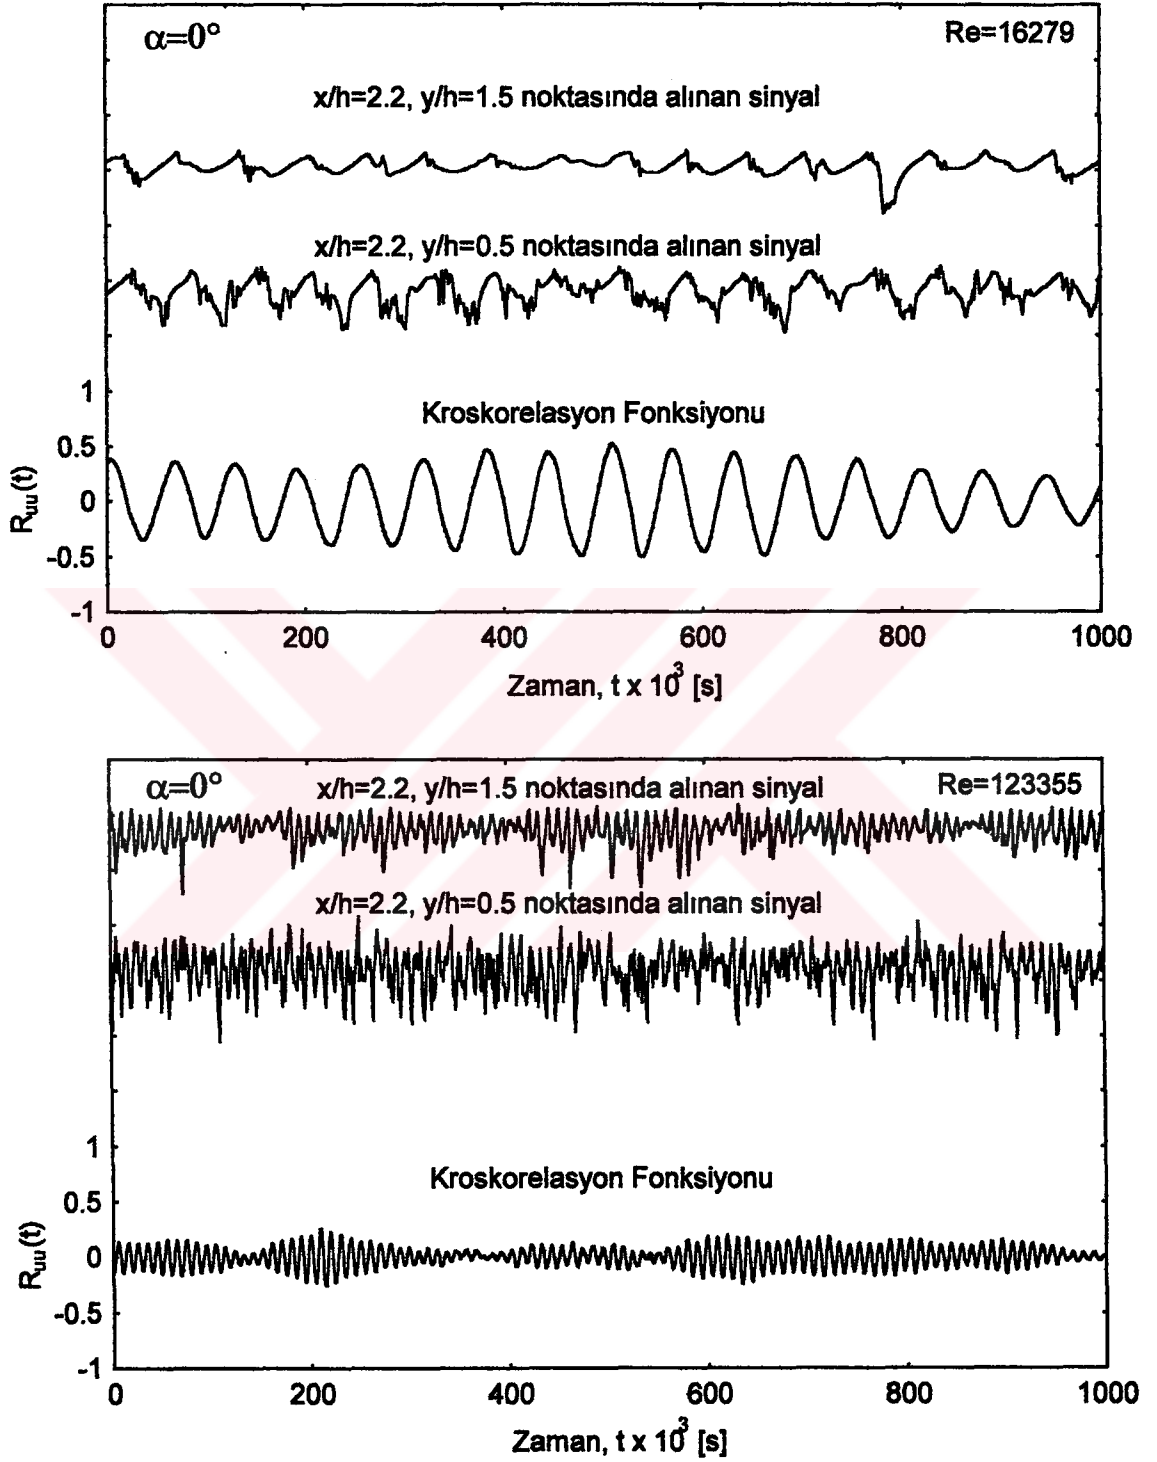 α=0°
Re=16279
x/h=2.2, y/h=1.5 noktasında alınan sinyal
x/h=2.2, y/h=0.5 noktasında alınan sinyal
Kroskorelasyon Fonksiyonu
1
0.5
0
-0.5
-1
Ruu(t)
0 200 400 600 800 1000
Zaman, t x 10³ [s]
α=0°
x/h=2.2, y/h=1.5 noktasında alınan sinyal
Re=123355
x/h=2.2, y/h=0.5 noktasında alınan sinyal
Kroskorelasyon Fonksiyonu
1
0.5
0
-0.5
-1
Ruu(t)
0 200 400 600 800 1000
Zaman, t x 10³ [s]